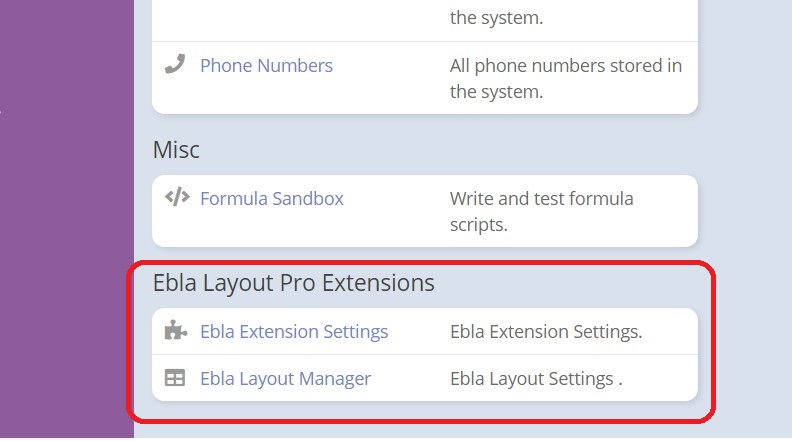 the system.
Phone Numbers All phone numbers stored in
the system.
Misc
Formula Sandbox Write and test formula
scripts.
Ebla Layout Pro Extensions
Ebla Extension Settings Ebla Extension Settings.
Ebla Layout Manager Ebla Layout Settings .